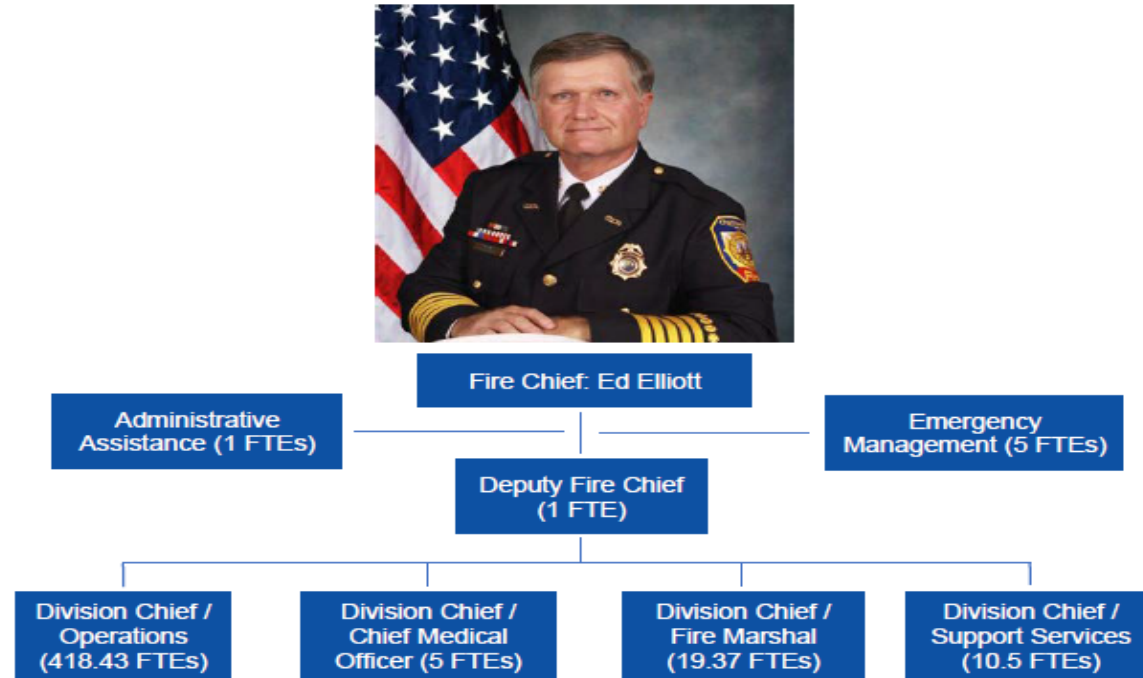 Fire Chief: Ed Elliott
Administrative
Assistance (1 FTEs)
Emergency
Management (5 FTEs)
Deputy Fire Chief
(1 FTE)
Division Chief /
Operations
(418.43 FTEs)
Division Chief /
Chief Medical
Officer (5 FTEs)
Division Chief /
Fire Marshal
(19.37 FTEs)
Division Chief /
Support Services
(10.5 FTEs)